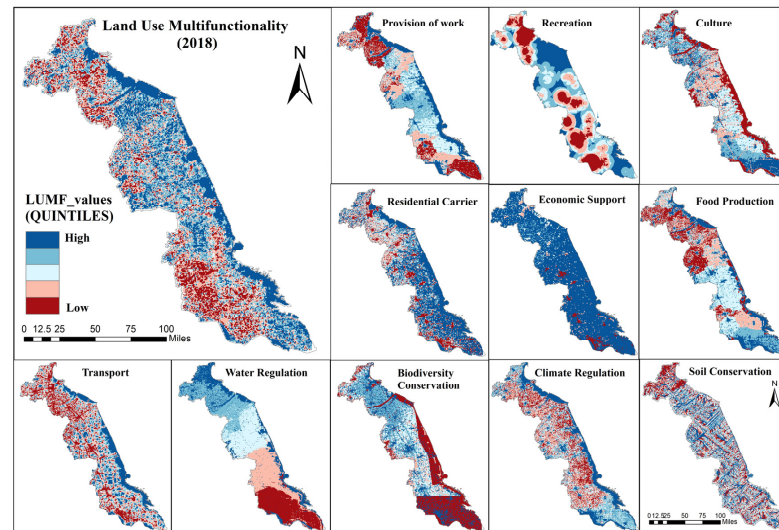 Land Use Multifunctionality
(2018)
N
LUMF_values
(QUINTILES)
High
Low
0 12.5 25 50 75 100
Miles
Provision of work
Recreation
Culture
Residential Carrier
Economic Support
Food Production
Transport
Water Regulation
Biodiversity
Conservation
Climate Regulation
Soil Conservation
N
0 12.5 25 50 75 100
Miles